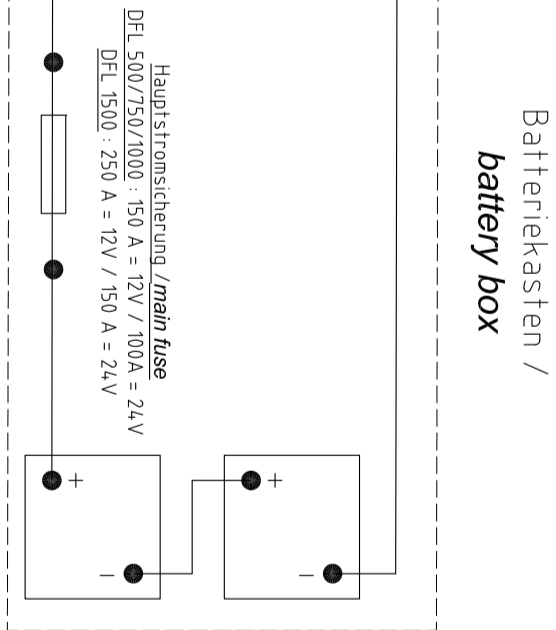 Batteriekasten /
battery box
Hauptstromsicherung /main fuse
DFL 500/750/1000 : 150 A = 12V / 100A = 24V
DFL 1500 : 250 A = 12V / 150 A = 24V
+
+
–
–